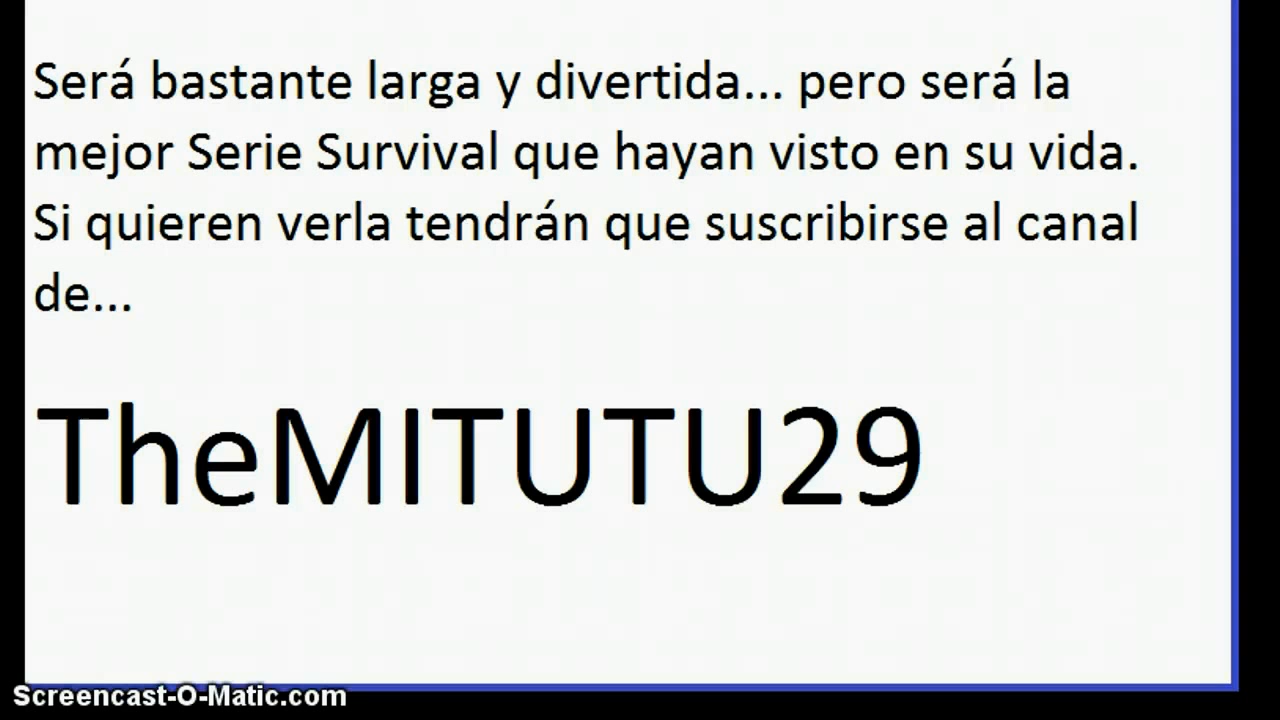 Será bastante larga y divertida... pero será la
mejor Serie Survival que hayan visto en su vida.
Si quieren verla tendrán que suscribirse al canal
de...
TheMITUTU29
Screencast-O-Matic.com